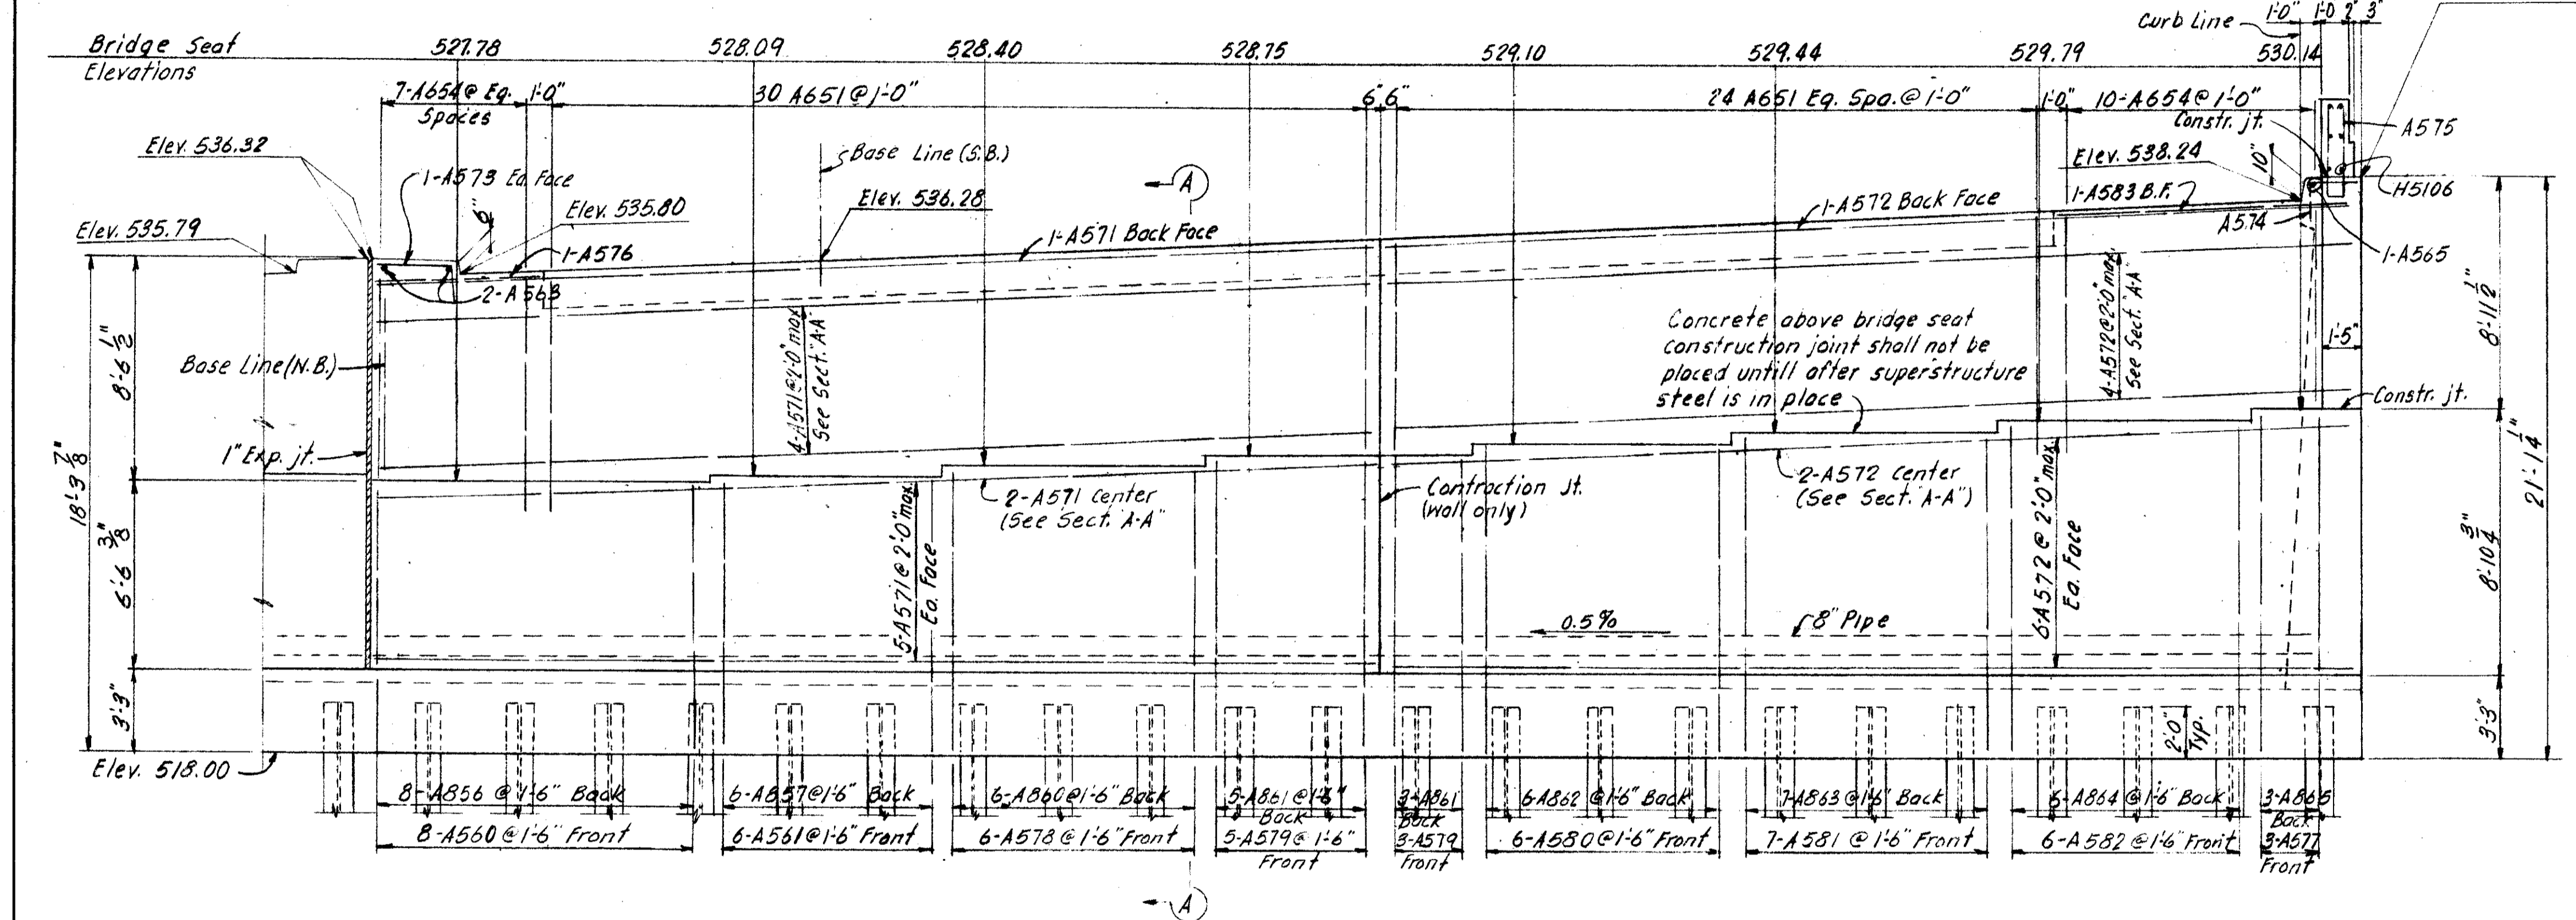 Curb Line
1'-0" 1'-0 2" 3"
Bridge Seat
Elevations
527.78 528.09 528.40 528.75 529.10 529.44 529.79 530.14
7-A654@ Eq.
Spaces
1'-0"
30 A651@1'-0"
6" 6"
24 A651 Eq. Spa.@1'-0"
1'-0"
10-A654@1'-0"
Constr. jt.
A575
Elev. 536.32
1-A573 Ea. Face
Base Line (S.B.)
A
Elev. 538.24
10"
H5106
Elev. 535.79
6"
Elev. 535.80
Elev. 536.28
1-A572 Back Face
1-A583 B.F.
A574
1-A571 Back Face
1-A576
2-A563
1-A565
8'-6 1/2"
18'-3 7/8"
6'-6 3/8"
3'-3"
Base Line (N.B.)
1" Exp. jt.
4-A571@2'-0" max.
See Sect. "A-A"
Concrete above bridge seat
construction joint shall not be
placed untill after superstructure
steel is in place
4-A572@2'-0" max.
See Sect. "A-A"
1'-5"
8'-11 1/2"
Constr. jt.
21'-1 1/4"
8'-10 3/4"
3'-3"
2-A571 Center
(See Sect. "A-A"
Contraction Jt.
(Wall only)
2-A572 Center
(See Sect. "A-A")
5-A571@2'-0" max.
Ea. Face
6-A572@2'-0" max.
Ea. Face
0.5%
8" Pipe
2'-0"
Typ.
Elev. 518.00
8-A856 @1'-6" Back
6-A857@1'-6" Back
6-A860@1'-6" Back
5-A861@1'-6"
Back
3-A861
Back
6-A862 @1'-6" Back
7-A863@1'-6" Back
6-A864@1'-6" Back
3-A865
Back
8-A560@1'-6" Front
6-A561@1'-6" Front
6-A578@1'-6" Front
5-A579@1'-6"
Front
3-A579
Front
6-A580@1'-6" Front
7-A581 @1'-6" Front
6-A582@1'-6" Front
3-A577
Front
A